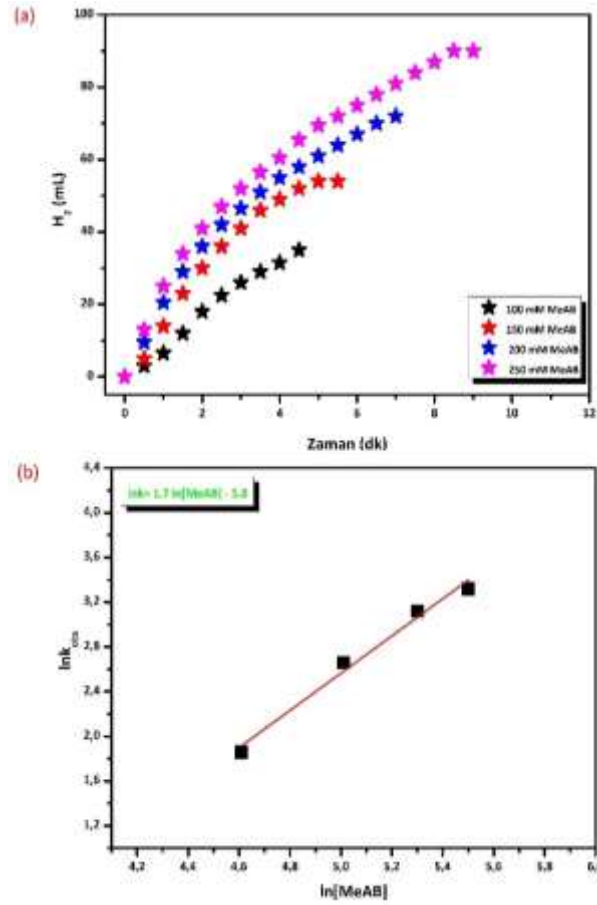 (a)
100
80
60
40
20
0
H2 (mL)
100 mM MeAB
150 mM MeAB
200 mM MeAB
250 mM MeAB
0 2 4 6 8 10 12
Zaman (dk)
(b)
4,4
4,0
3,6
3,2
2,8
2,4
2,0
1,6
1,2
lnk
lnk= 1.7 ln[MeAB] -
4,2 4,4 4,6 4,8 5,0 5,2 5,4 5,6 5,8 6,0
ln[MeAB]